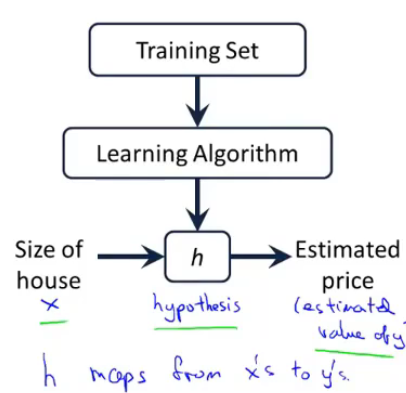 Training Set
Learning Algorithm
Size of house
h
Estimated price
x
hypothesis
(estimated value of y
h maps from x's to y's.